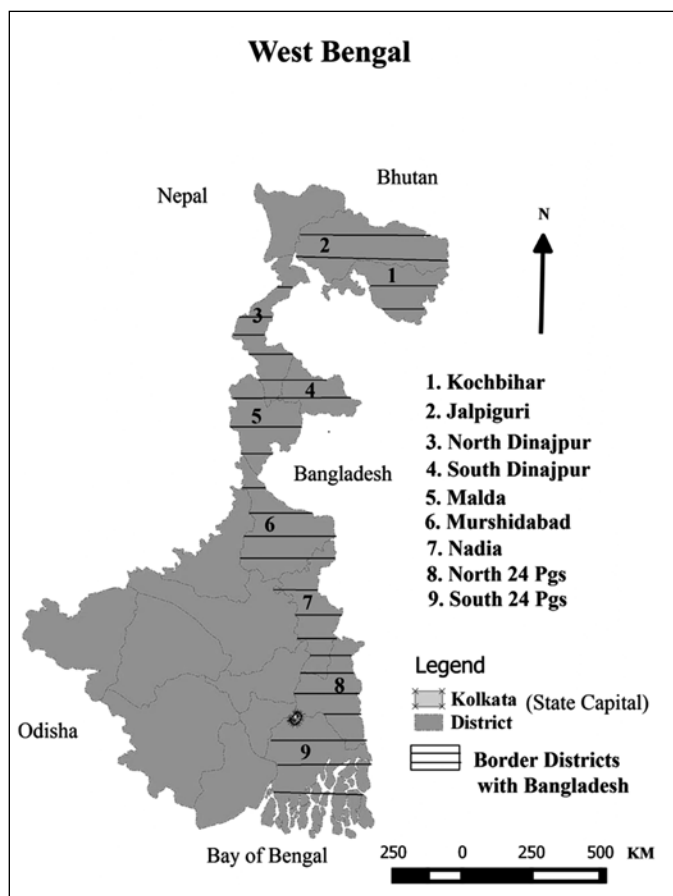 West Bengal
Bhutan
Nepal
N
2
1
3
4
5
1. Kochbihar
2. Jalpiguri
3. North Dinajpur
4. South Dinajpur
5. Malda
6. Murshidabad
7. Nadia
8. North 24 Pgs
9. South 24 Pgs
Bangladesh
6
7
8
9
Odisha
Bay of Bengal
Legend
Kolkata (State Capital)
District
Border Districts
with Bangladesh
250 0 250 500 KM